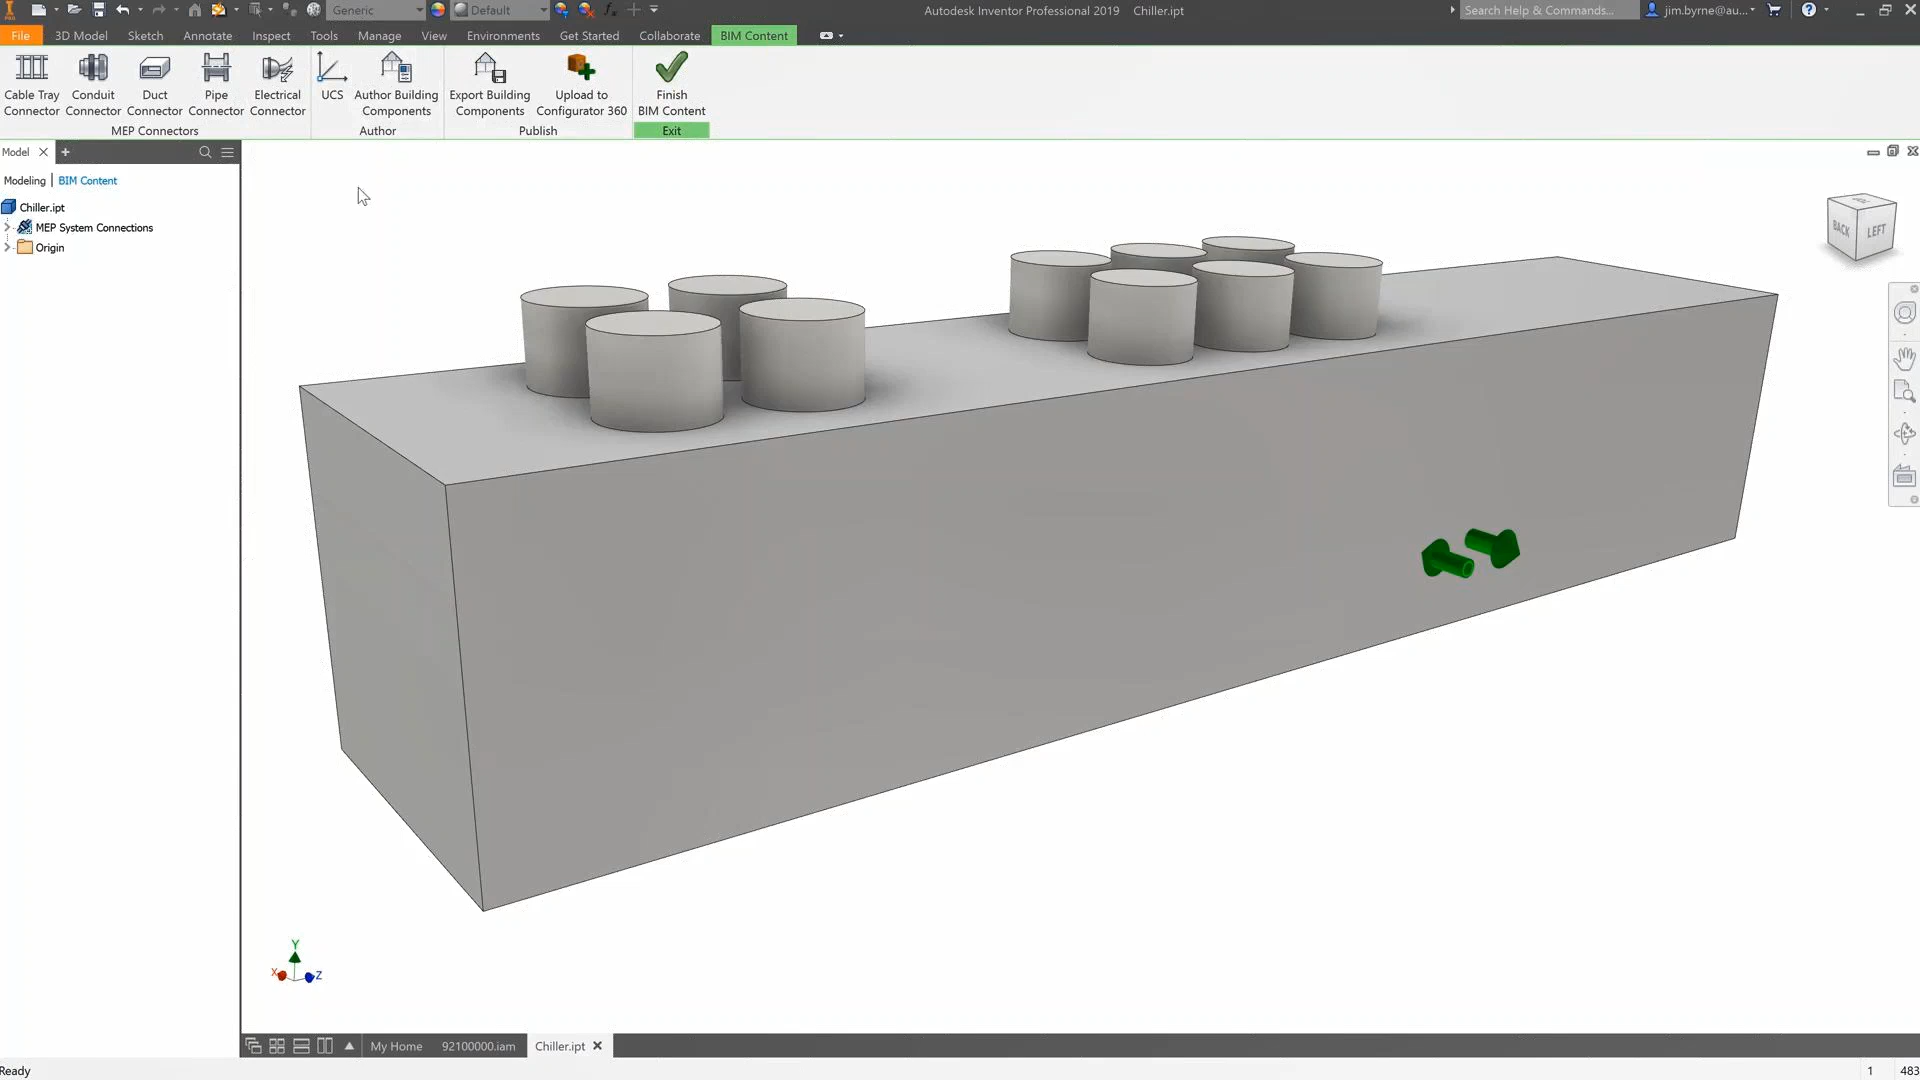 Generic
Default
Autodesk Inventor Professional 2019 Chiller.ipt
Search Help & Commands...
jim.byrne@au...
File 3D Model Sketch Annotate Inspect Tools Manage View Environments Get Started Collaborate BIM Content
Cable Tray Connector
Conduit Connector
Duct Connector
Pipe Connector
Electrical Connector
UCS
Author Building Components
Export Building Components
Upload to Configurator 360
Finish BIM Content
MEP Connectors Author Publish Exit
Model
Modeling | BIM Content
Chiller.ipt
MEP System Connections
Origin
TOP
BACK LEFT
Y
X
Z
My Home 92100000.iam Chiller.ipt
Ready
1 483